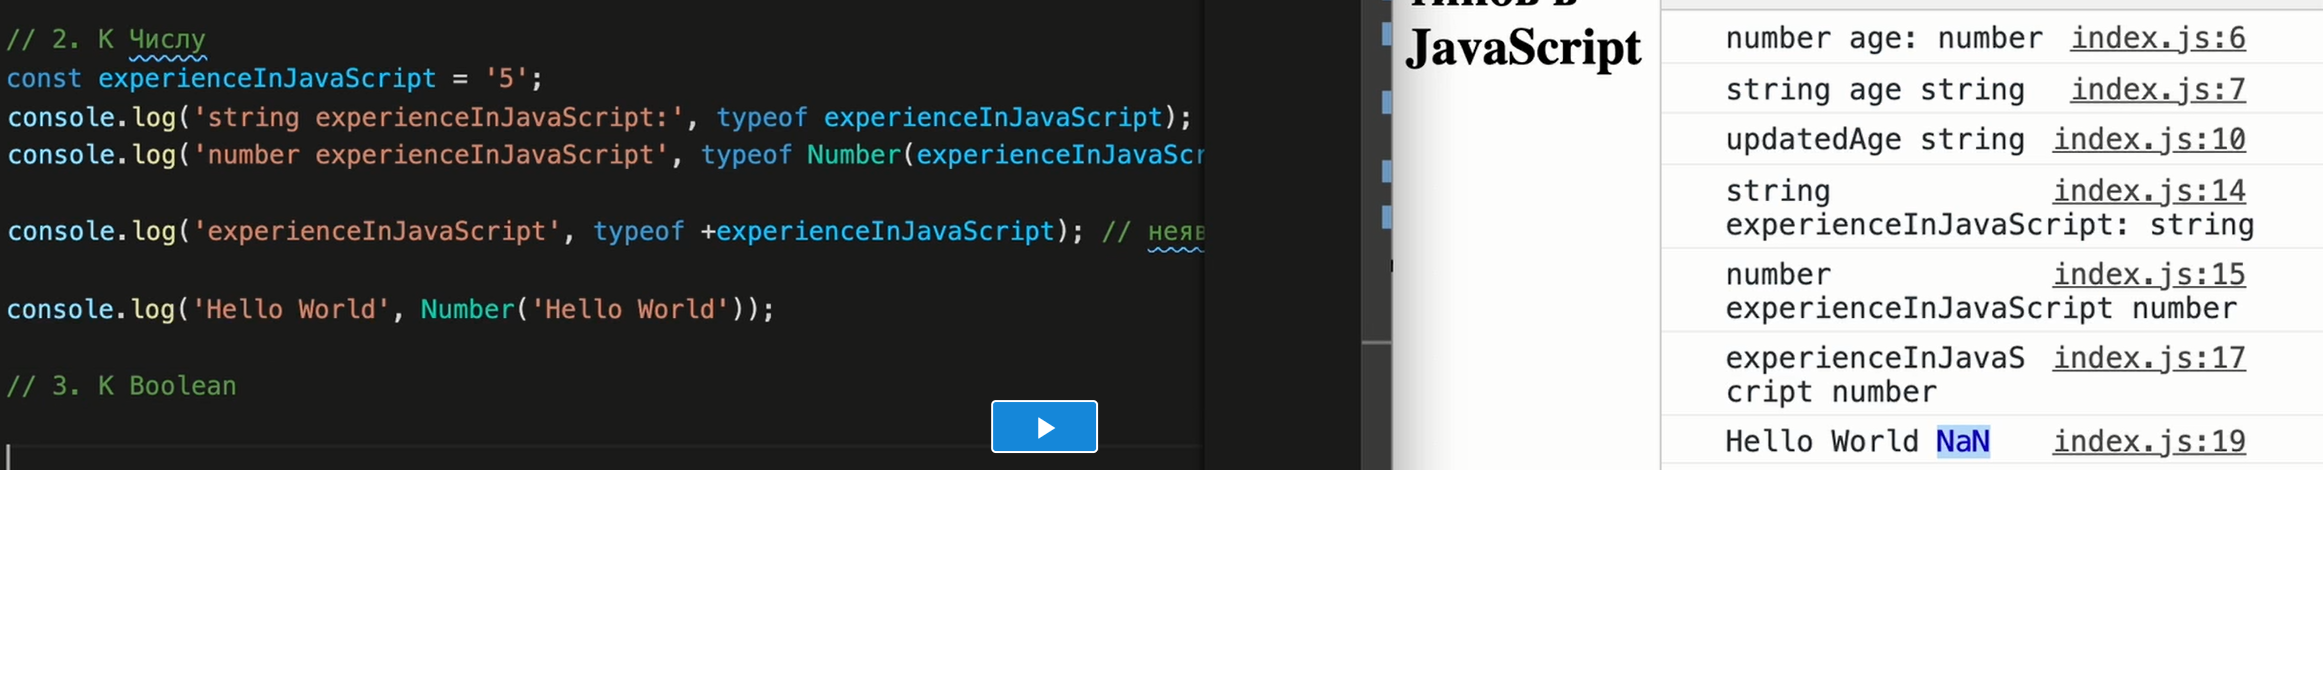 // 2. К Числу
const experienceInJavaScript = '5';
console.log('string experienceInJavaScript:', typeof experienceInJavaScript);
console.log('number experienceInJavaScript', typeof Number(experienceInJavaScr
console.log('experienceInJavaScript', typeof +experienceInJavaScript); // неяв
console.log('Hello World', Number('Hello World'));
// 3. К Boolean
JavaScript
number age: number index.js:6
string age string index.js:7
updatedAge string index.js:10
string index.js:14
experienceInJavaScript: string
number index.js:15
experienceInJavaScript number
experienceInJavaS index.js:17
cript number
Hello World NaN index.js:19